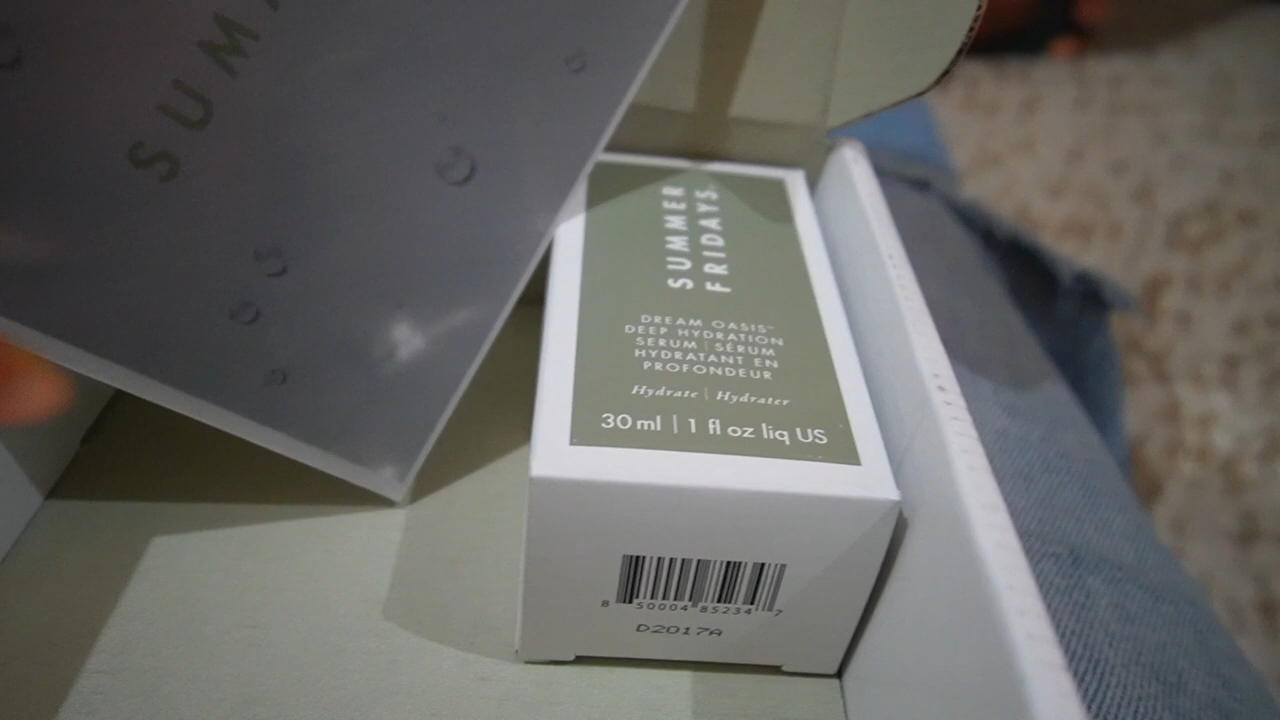 SUMM
SUMMER
FRIDAYS.
DREAM OASIS™
DEEP HYDRATION
SERUM | SÉRUM
HYDRATANT EN
PROFONDEUR
Hydrate | Hydrater
30 ml | 1 fl oz liq US
8 50004 85234 7
D2017A